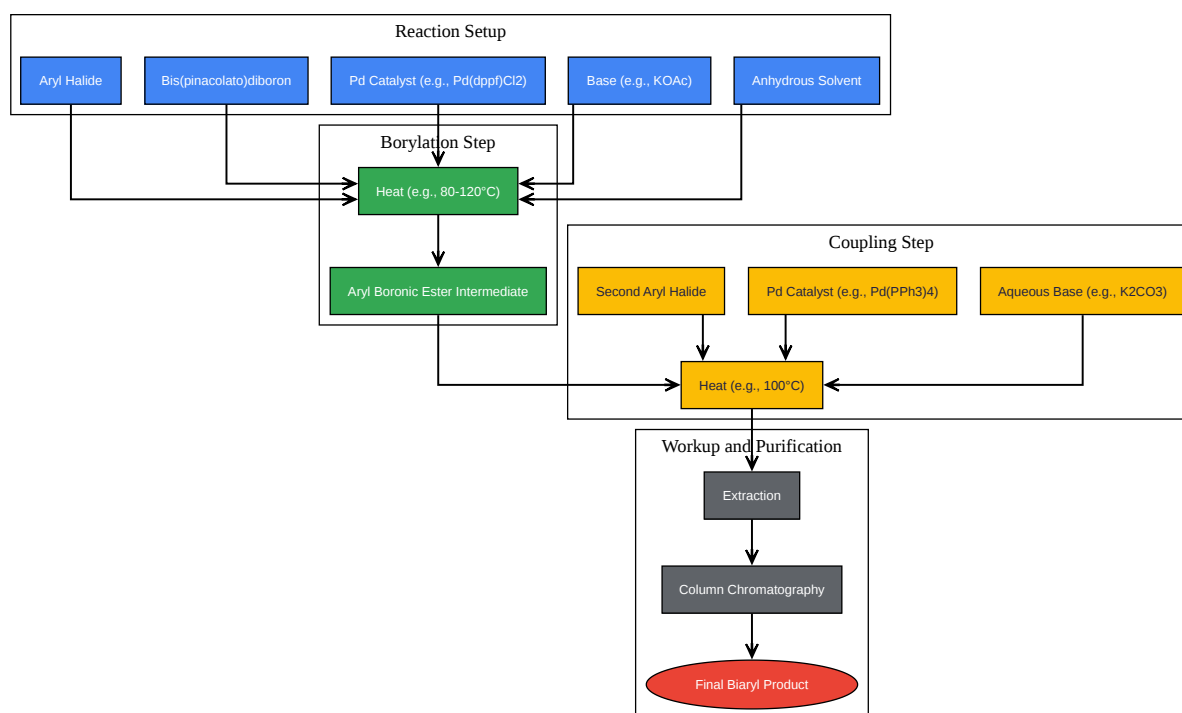 Reaction Setup
Aryl Halide
Bis(pinacolato)diboron
Pd Catalyst (e.g., Pd(dppf)Cl2)
Base (e.g., KOAc)
Anhydrous Solvent
Borylation Step
Heat (e.g., 80-120°C)
Aryl Boronic Ester Intermediate
Coupling Step
Second Aryl Halide
Pd Catalyst (e.g., Pd(PPh3)4)
Aqueous Base (e.g., K2CO3)
Heat (e.g., 100°C)
Workup and Purification
Extraction
Column Chromatography
Final Biaryl Product